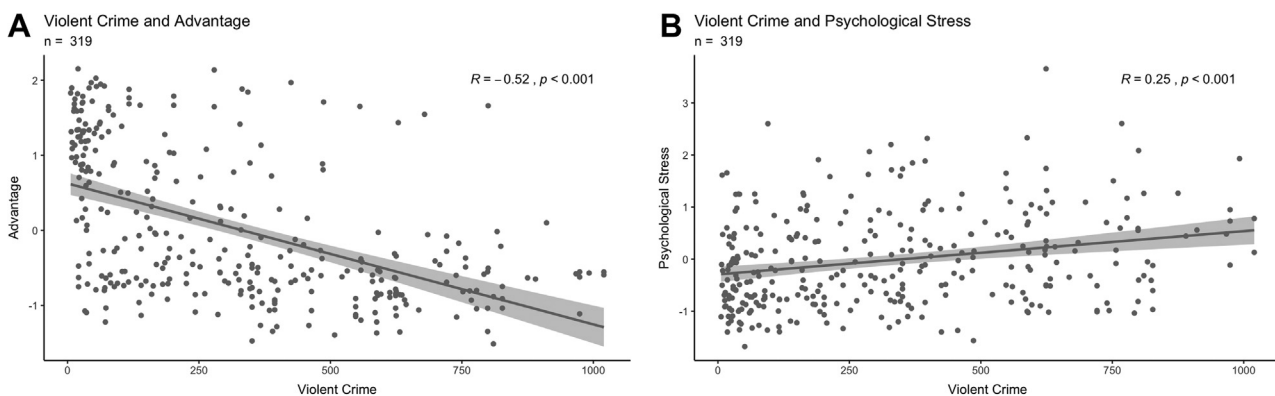 A
Violent Crime and Advantage
n = 319
R = −0.52 , p < 0.001
2
1
0
-1
Advantage
0
250
500
750
1000
Violent Crime
B
Violent Crime and Psychological Stress
n = 319
R = 0.25 , p < 0.001
3
2
1
0
-1
Psychological Stress
0
250
500
750
1000
Violent Crime